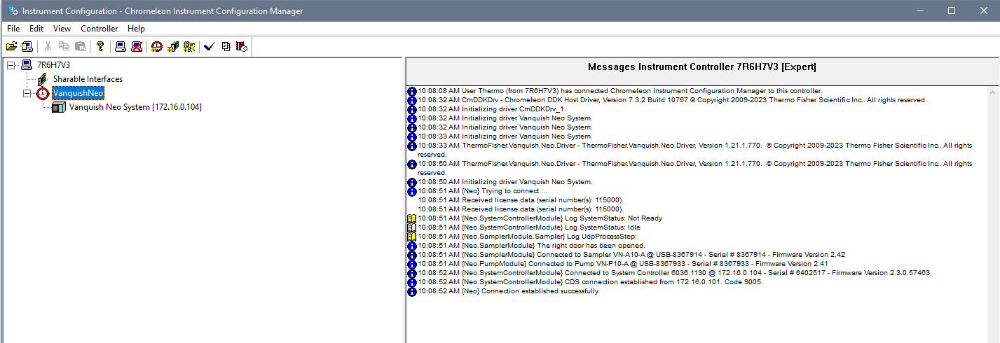 Instrument Configuration - Chromeleon Instrument Configuration Manager
File Edit View Controller Help
7R6H7V3
Sharable Interfaces
VanquishNeo
Vanquish Neo System [172.16.0.104]
Messages Instrument Controller 7R6H7V3 [Expert]
10:08:08 AM User Thermo (from 7R6H7V3) has connected Chromeleon Instrument Configuration Manager to this controller.
10:08:32 AM CmDDKDrv - Chromeleon DDK Host Driver, Version 7.3.2 Build 10767 © Copyright 2009-2023 Thermo Fisher Scientific Inc.. All rights reserved.
10:08:32 AM Initializing driver CmDDKDrv_1.
10:08:32 AM Initializing driver Vanquish Neo System.
10:08:32 AM Initializing driver Vanquish Neo System.
10:08:33 AM Initializing driver Vanquish Neo System.
10:08:33 AM ThermoFisher.Vanquish.Neo.Driver - ThermoFisher.Vanquish.Neo.Driver, Version 1.21.1.770. © Copyright 2009-2023 Thermo Fisher Scientific Inc.. All rights
reserved.
10:08:50 AM ThermoFisher.Vanquish.Neo.Driver - ThermoFisher.Vanquish.Neo.Driver, Version 1.21.1.770. © Copyright 2009-2023 Thermo Fisher Scientific Inc.. All rights
reserved.
10:08:50 AM Initializing driver Vanquish Neo System.
10:08:51 AM {Neo} Trying to connect ...
10:08:51 AM Received license data (serial number(s): 115000).
10:08:51 AM Received license data (serial number(s): 115000).
10:08:51 AM {Neo.SystemControllerModule} Log SystemStatus: Not Ready
10:08:51 AM {Neo.SystemControllerModule} Log SystemStatus: Idle
10:08:51 AM {Neo.SamplerModule.Sampler} Log UdpProcessStep:
10:08:51 AM {Neo.SamplerModule} The right door has been opened.
10:08:51 AM {Neo.SamplerModule} Connected to Sampler VN-A10-A @ USB-8367914 - Serial # 8367914 - Firmware Version 2.42
10:08:51 AM {Neo.PumpModule} Connected to Pump VN-P10-A @ USB-8367933 - Serial # 8367933 - Firmware Version 2.41
10:08:52 AM {Neo.SystemControllerModule} Connected to System Controller 6036.1130 @ 172.16.0.104 - Serial # 6402517 - Firmware Version 2.3.0.57463
10:08:52 AM {Neo.SystemControllerModule} CDS connection established from 172.16.0.101. Code 9005.
10:08:52 AM {Neo} Connection established successfully.